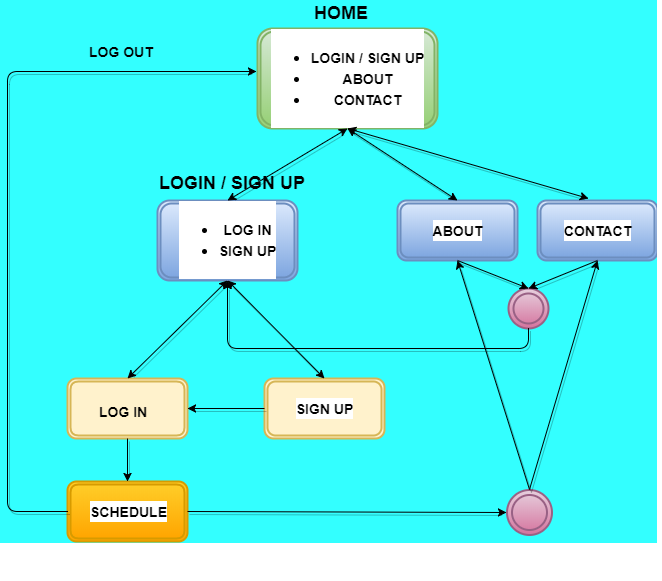 HOME
LOG OUT
• LOGIN / SIGN UP
• ABOUT
• CONTACT
LOGIN / SIGN UP
• LOG IN
• SIGN UP
ABOUT
CONTACT
LOG IN
SIGN UP
SCHEDULE